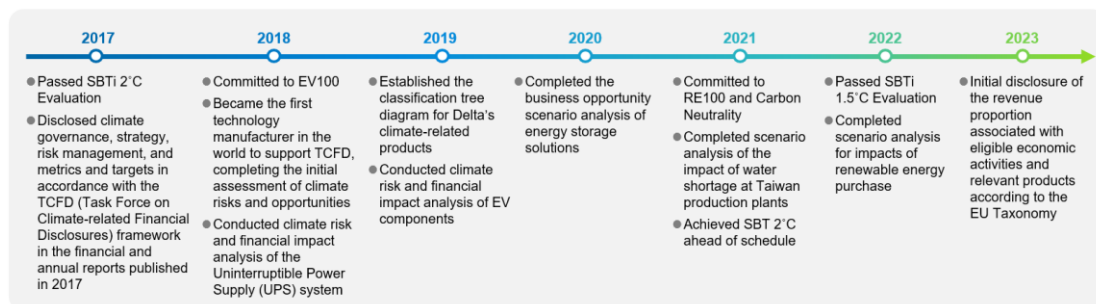 2017
● Passed SBTi 2˚C
Evaluation
● Disclosed climate
governance, strategy,
risk management, and
metrics and targets in
accordance with the
TCFD (Task Force on
Climate-related Financial
Disclosures) framework
in the financial and
annual reports published
in 2017
2018
● Committed to EV100
● Became the first
technology
manufacturer in the
world to support TCFD,
completing the initial
assessment of climate
risks and opportunities
● Conducted climate risk
and financial impact
analysis of the
Uninterruptible Power
Supply (UPS) system
2019
● Established the
classification tree
diagram for Delta's
climate-related
products
● Conducted climate
risk and financial
impact analysis of EV
components
2020
● Completed the
business opportunity
scenario analysis of
energy storage
solutions
2021
● Committed to
RE100 and Carbon
Neutrality
● Completed scenario
analysis of the
impact of water
shortage at Taiwan
production plants
● Achieved SBT 2˚C
ahead of schedule
2022
● Passed SBTi
1.5˚C Evaluation
● Completed
scenario analysis
for impacts of
renewable energy
purchase
2023
● Initial disclosure of
the revenue
proportion
associated with
eligible economic
activities and
relevant products
according to the
EU Taxonomy